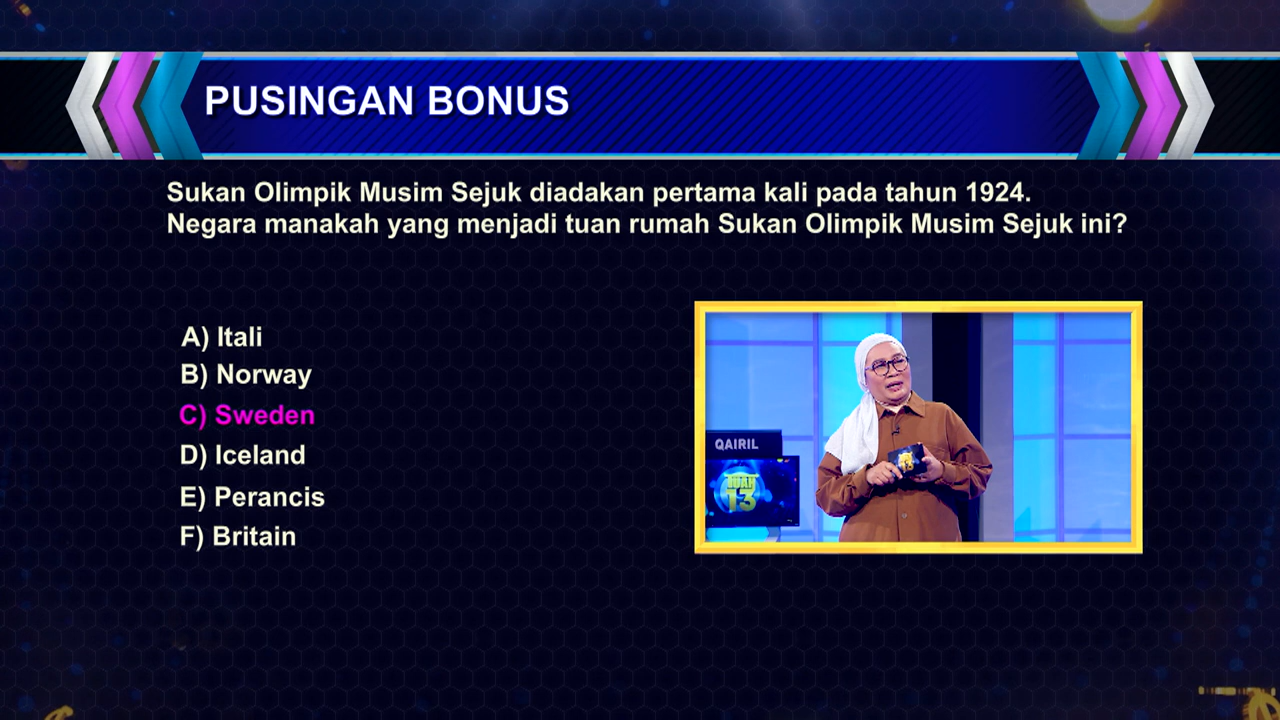 PUSINGAN BONUS
Sukan Olimpik Musim Sejuk diadakan pertama kali pada tahun 1924.
Negara manakah yang menjadi tuan rumah Sukan Olimpik Musim Sejuk ini?
A) Itali
B) Norway
C) Sweden
D) Iceland
E) Perancis
F) Britain
QAIRIL
TUAH
13